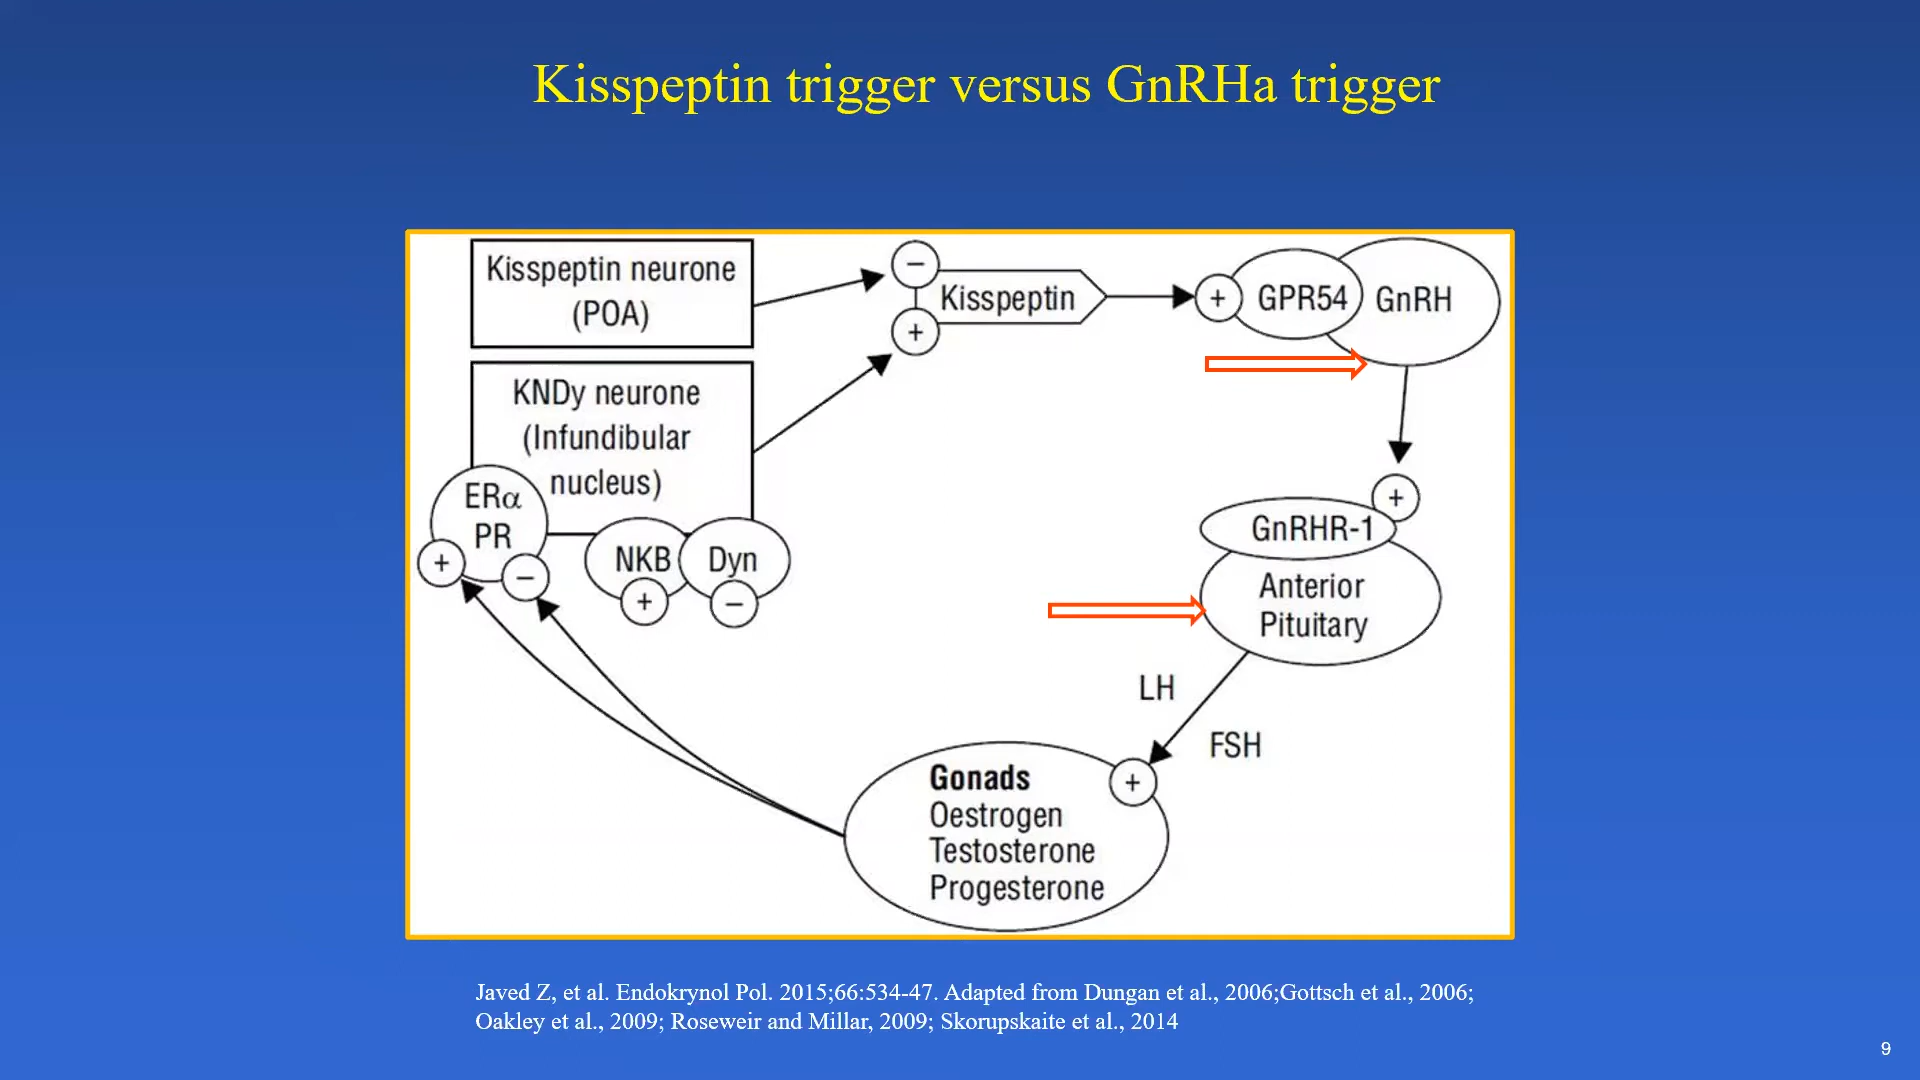 Kisspeptin trigger versus GnRHa trigger
Kisspeptin neurone
(POA)
−
Kisspeptin
+
+
GPR54
GnRH
KNDy neurone
(Infundibular
nucleus)
ERα
PR
+
−
NKB
+
Dyn
−
+
GnRHR-1
Anterior
Pituitary
LH
FSH
+
Gonads
Oestrogen
Testosterone
Progesterone
Javed Z, et al. Endokrynol Pol. 2015;66:534-47. Adapted from Dungan et al., 2006;Gottsch et al., 2006;
Oakley et al., 2009; Roseweir and Millar, 2009; Skorupskaite et al., 2014
9